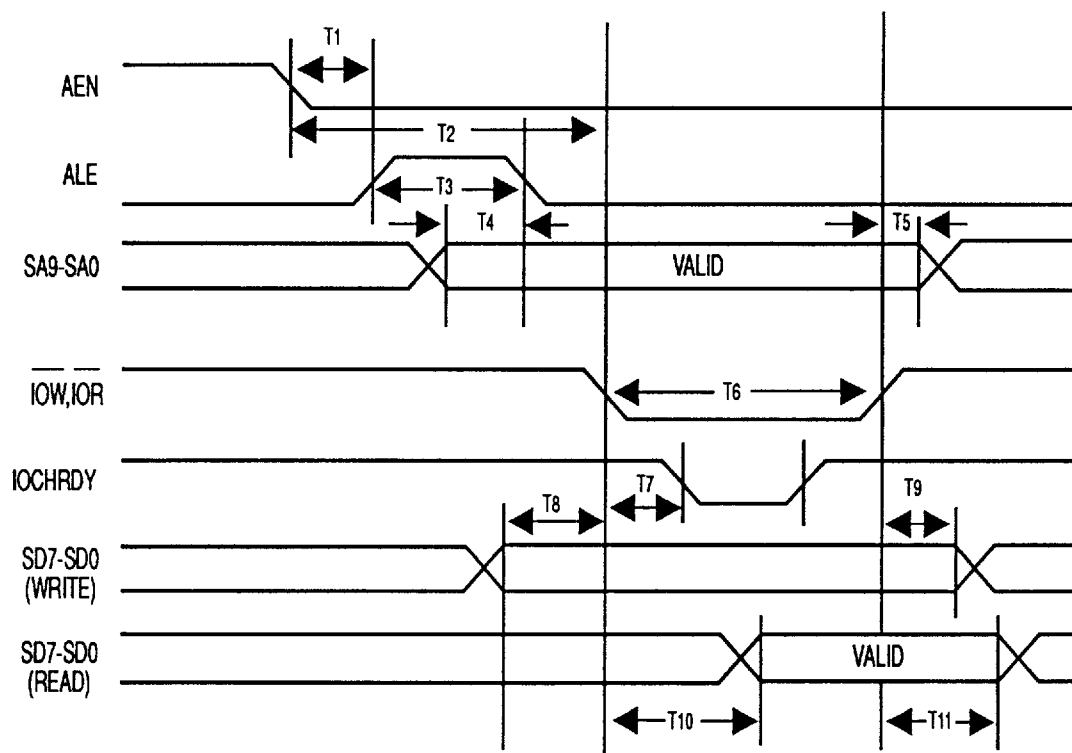 T1
AEN
T2
ALE
T3
T4
T5
SA9-SA0
VALID
IOW,IOR
T6
IOCHRDY
T7
T8
T9
SD7-SD0
(WRITE)
SD7-SD0
(READ)
VALID
T10
T11